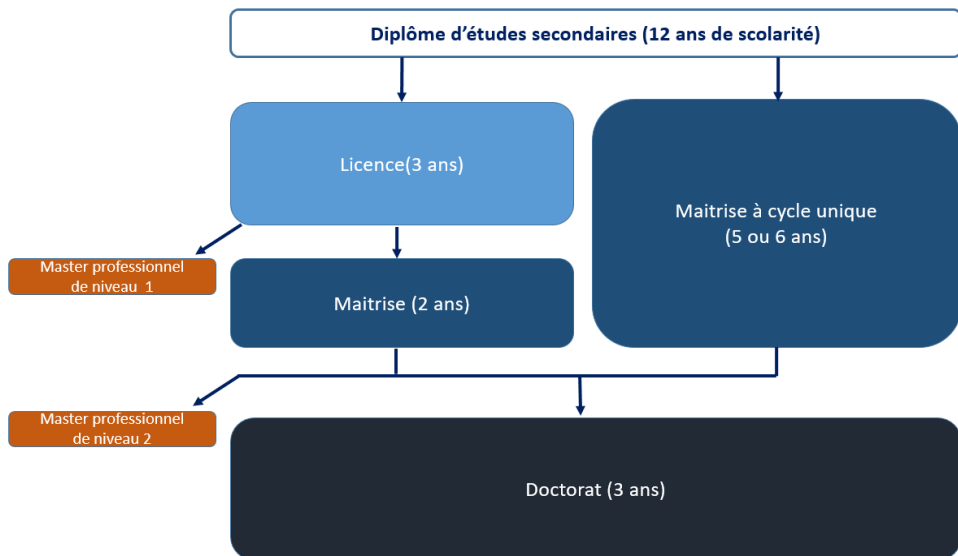 Diplôme d'études secondaires (12 ans de scolarité)
Licence(3 ans)
Maitrise à cycle unique
(5 ou 6 ans)
Master professionnel
de niveau 1
Maitrise (2 ans)
Master professionnel
de niveau 2
Doctorat (3 ans)